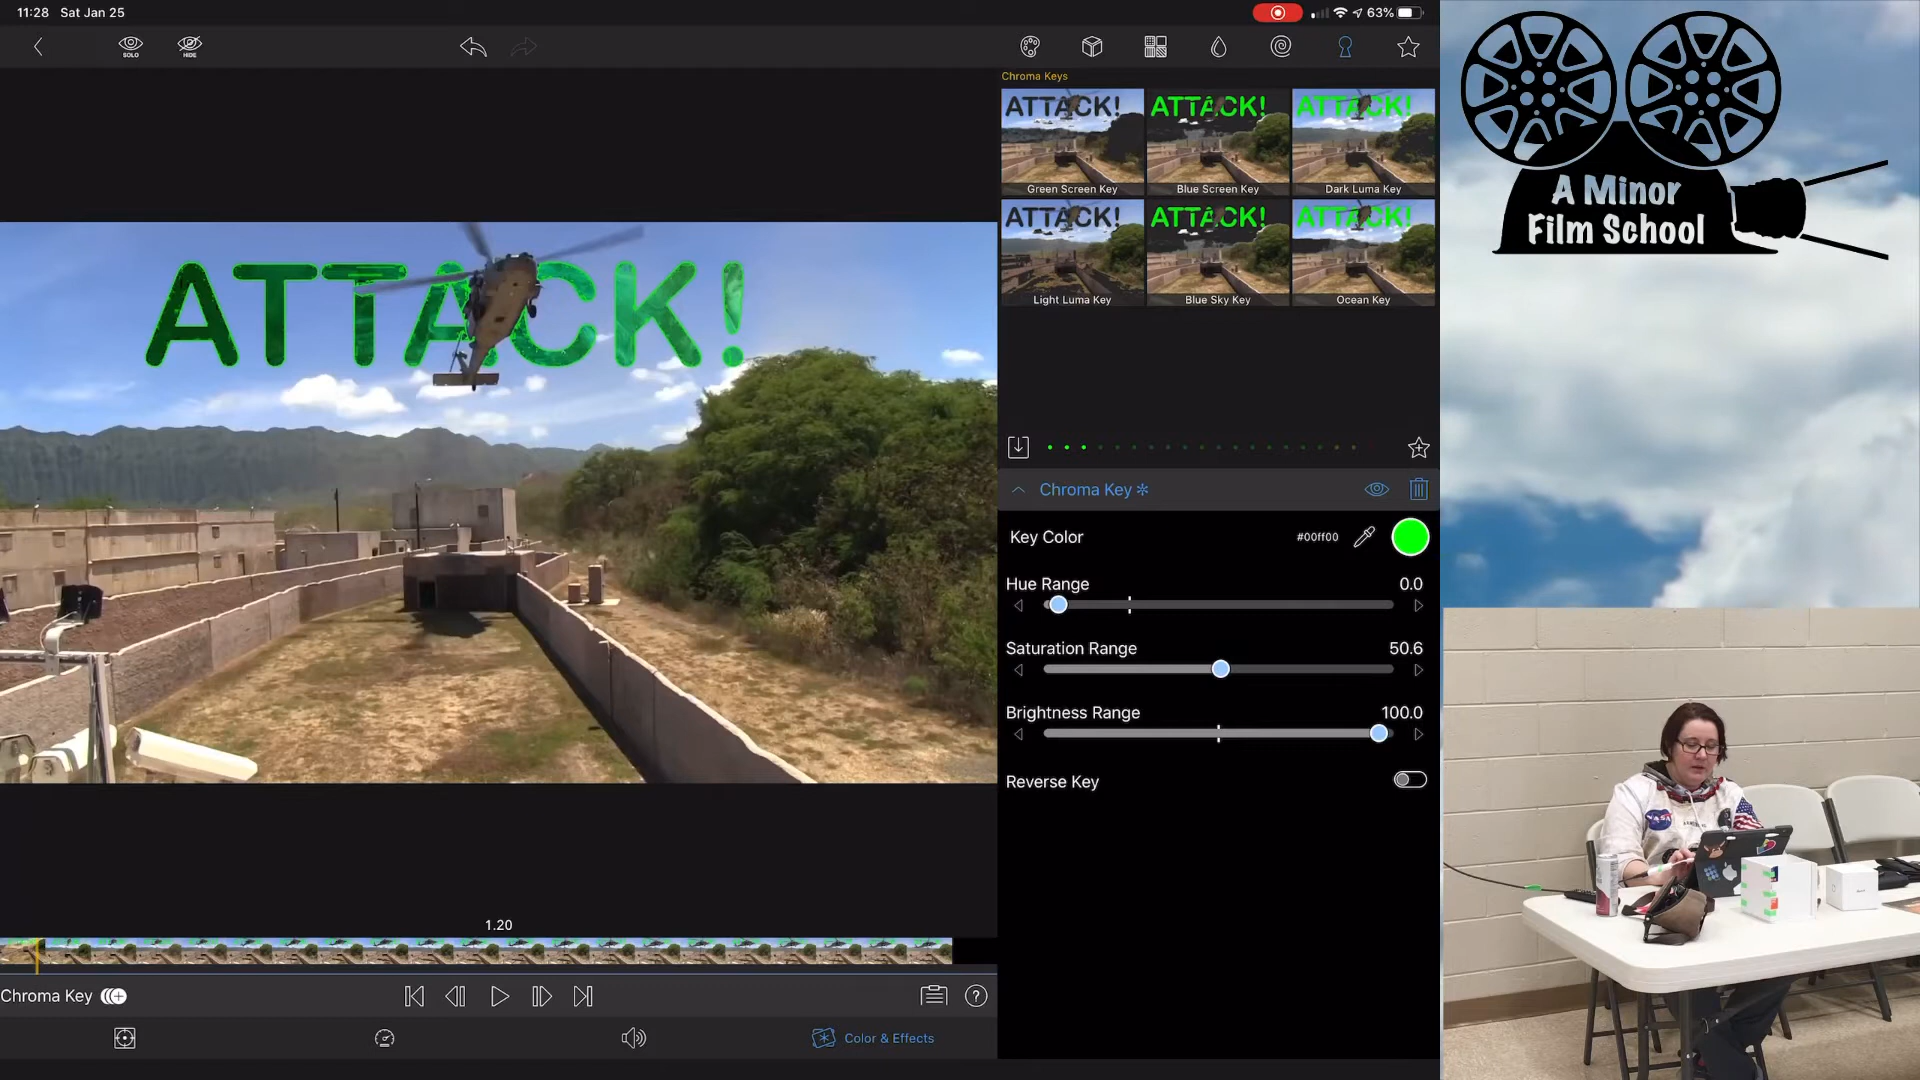 11:28 Sat Jan 25
63%
SOLO
HIDE
Chroma Keys
ATTACK!
ATTACK!
ATTACK!
Green Screen Key
Blue Screen Key
Dark Luma Key
ATTACK!
ATTACK!
ATTACK!
Light Luma Key
Blue Sky Key
Ocean Key
ATTACK!
Chroma Key
Key Color
#00ff00
Hue Range
0.0
Saturation Range
50.6
Brightness Range
100.0
Reverse Key
1.20
Chroma Key
?
Color & Effects
A Minor
Film School
NASA